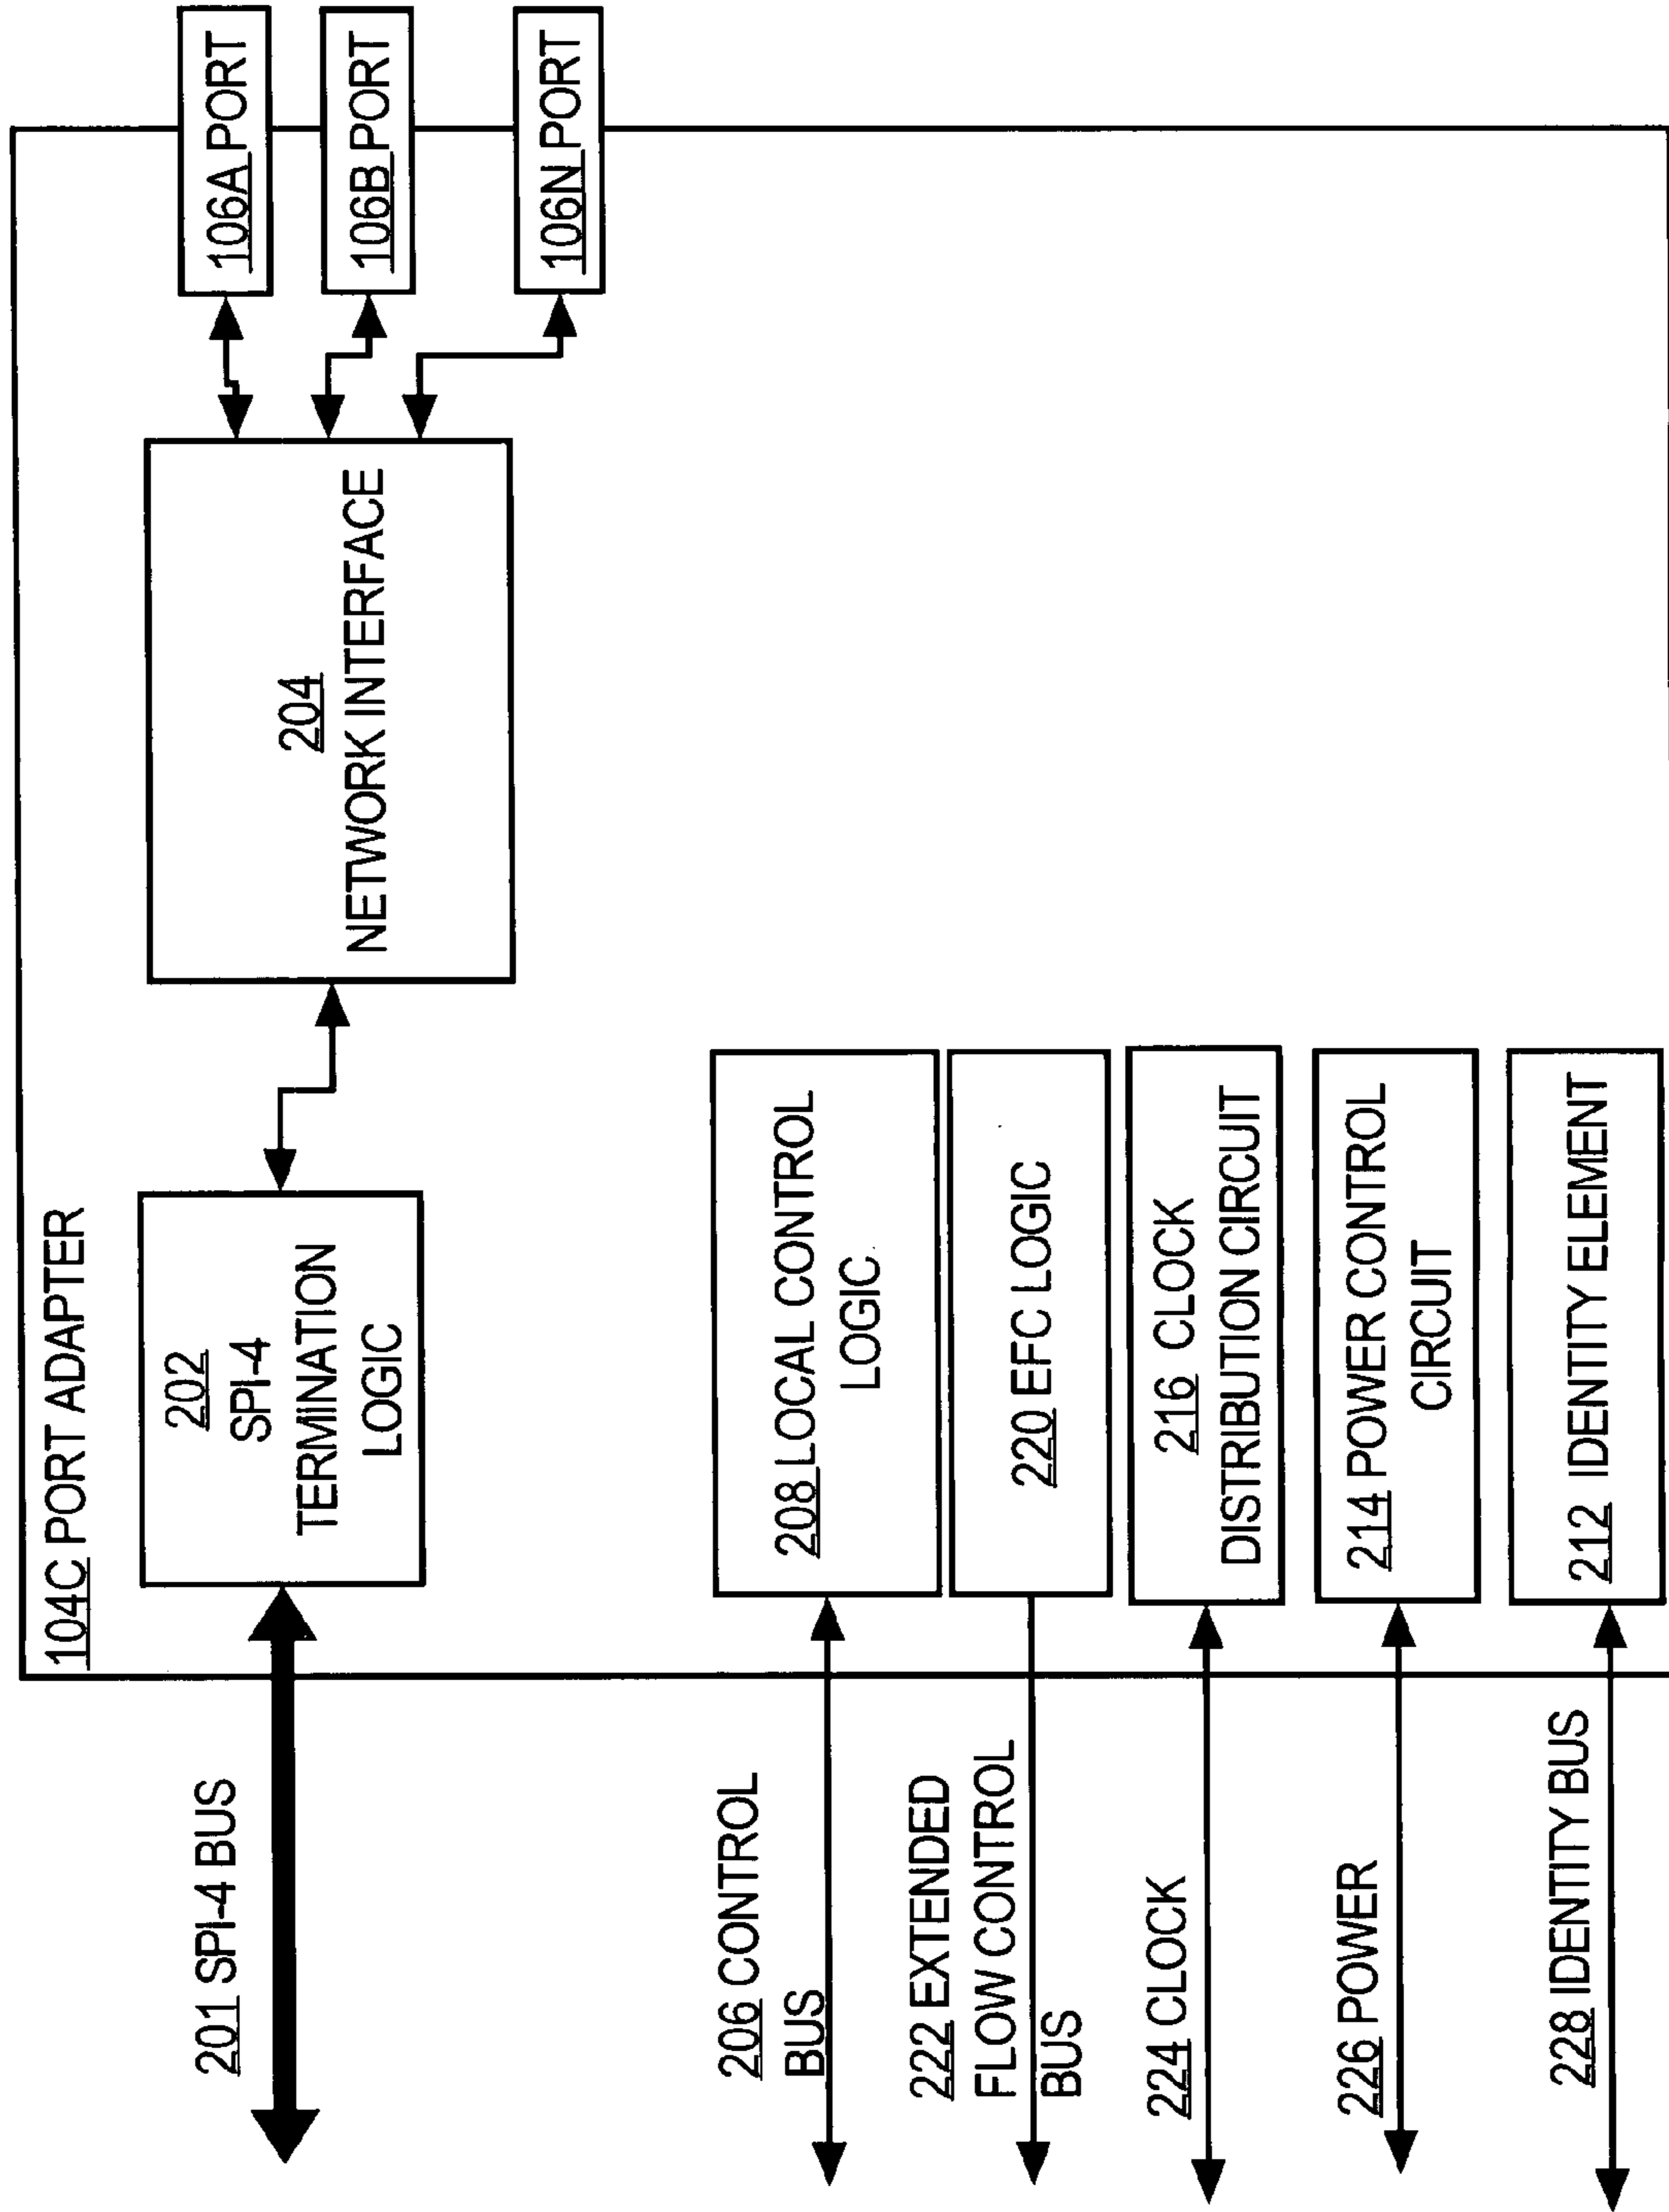 104C PORT ADAPTER
201 SPI-4 BUS
202
SPI-4
TERMINATION
LOGIC
204
NETWORK INTERFACE
106A PORT
106B PORT
106N PORT
206 CONTROL
BUS
208 LOCAL CONTROL
LOGIC
222 EXTENDED
FLOW CONTROL
BUS
220 EFC LOGIC
224 CLOCK
216 CLOCK
DISTRIBUTION CIRCUIT
226 POWER
214 POWER CONTROL
CIRCUIT
228 IDENTITY BUS
212 IDENTITY ELEMENT